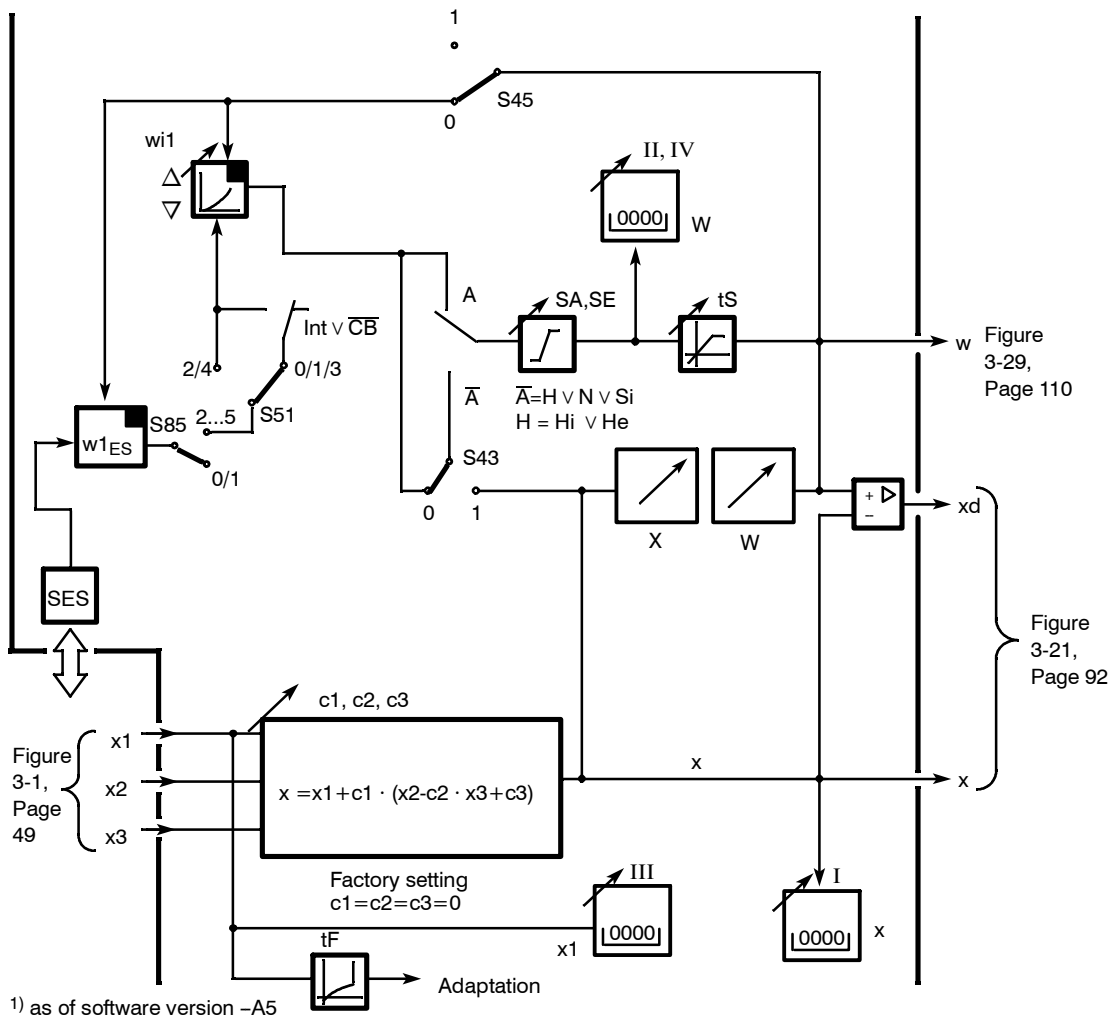 1
S45
0
wi1
II, IV
0000
W
A
SA,SE
tS
Int ∨ C̅B̅
w
Figure
3-29,
Page 110
2/4
0/1/3
A̅
A̅=H ∨ N ∨ Si
H = Hi ∨ He
S85
2...5
S51
w1ES
0/1
S43
0
1
X
W
+
−
xd
SES
Figure
3-21,
Page 92
c1, c2, c3
Figure
3-1,
Page
49
x1
x2
x3
x =x1+c1 · (x2-c2 · x3+c3)
x
x
Factory setting
c1=c2=c3=0
III
0000
x1
I
0000
x
tF
Adaptation
1) as of software version –A5